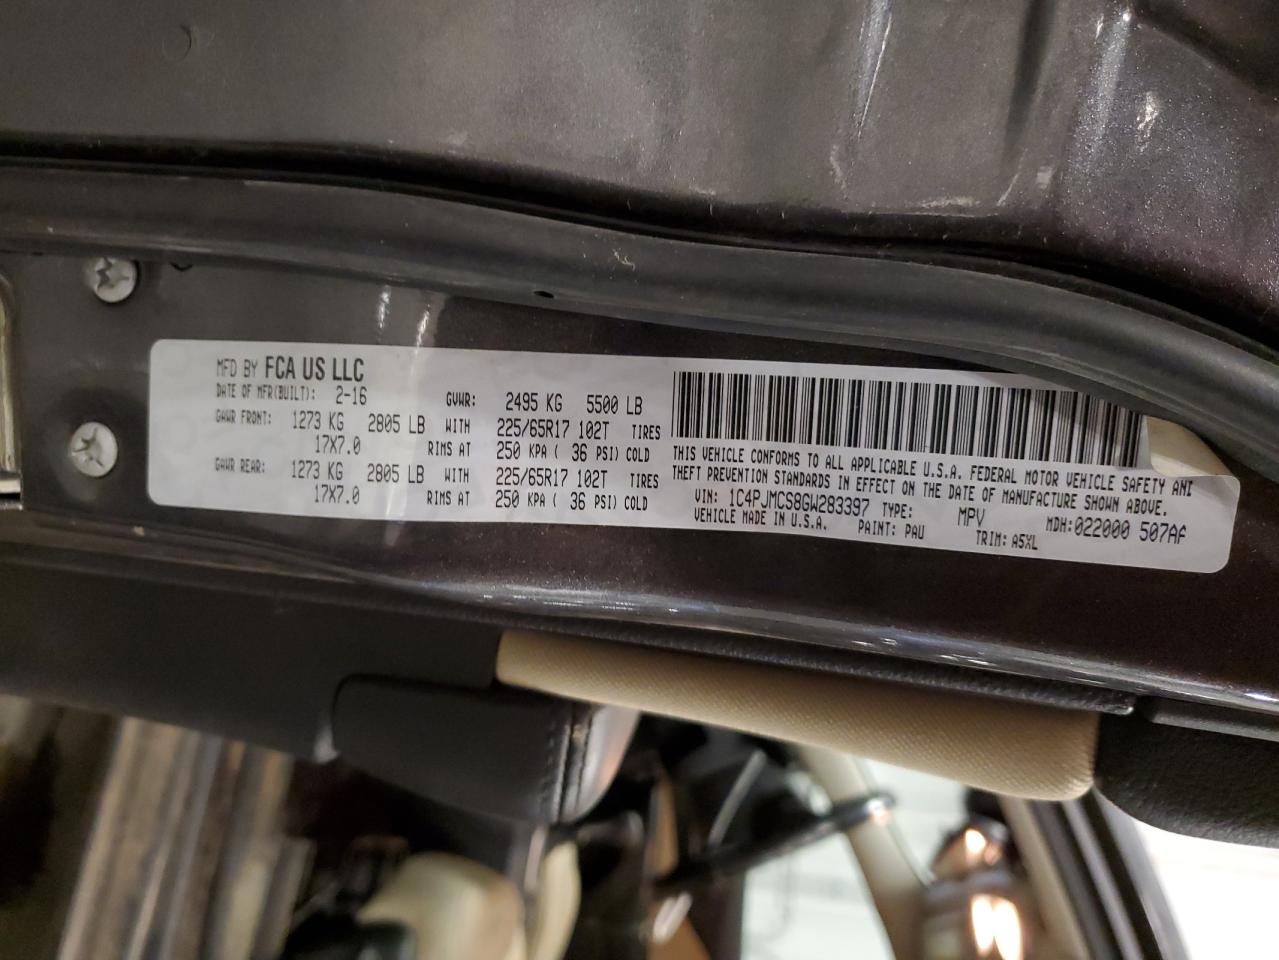 MFD BY FCA US LLC
DATE OF MFR(BUILT): 2-16 GVWR: 2495 KG 5500 LB
GAWR FRONT: 1273 KG 2805 LB WITH 225/65R17 102T TIRES
17X7.0 RIMS AT 250 KPA ( 36 PSI) COLD
GAWR REAR: 1273 KG 2805 LB WITH 225/65R17 102T TIRES
17X7.0 RIMS AT 250 KPA ( 36 PSI) COLD
THIS VEHICLE CONFORMS TO ALL APPLICABLE U.S.A. FEDERAL MOTOR VEHICLE SAFETY ANI
THEFT PREVENTION STANDARDS IN EFFECT ON THE DATE OF MANUFACTURE SHOWN ABOVE.
VIN: 1C4PJMCS8GW283397 TYPE: MPV MDH:022000 507AF
VEHICLE MADE IN U.S.A. PAINT: PAU TRIM: A5XL